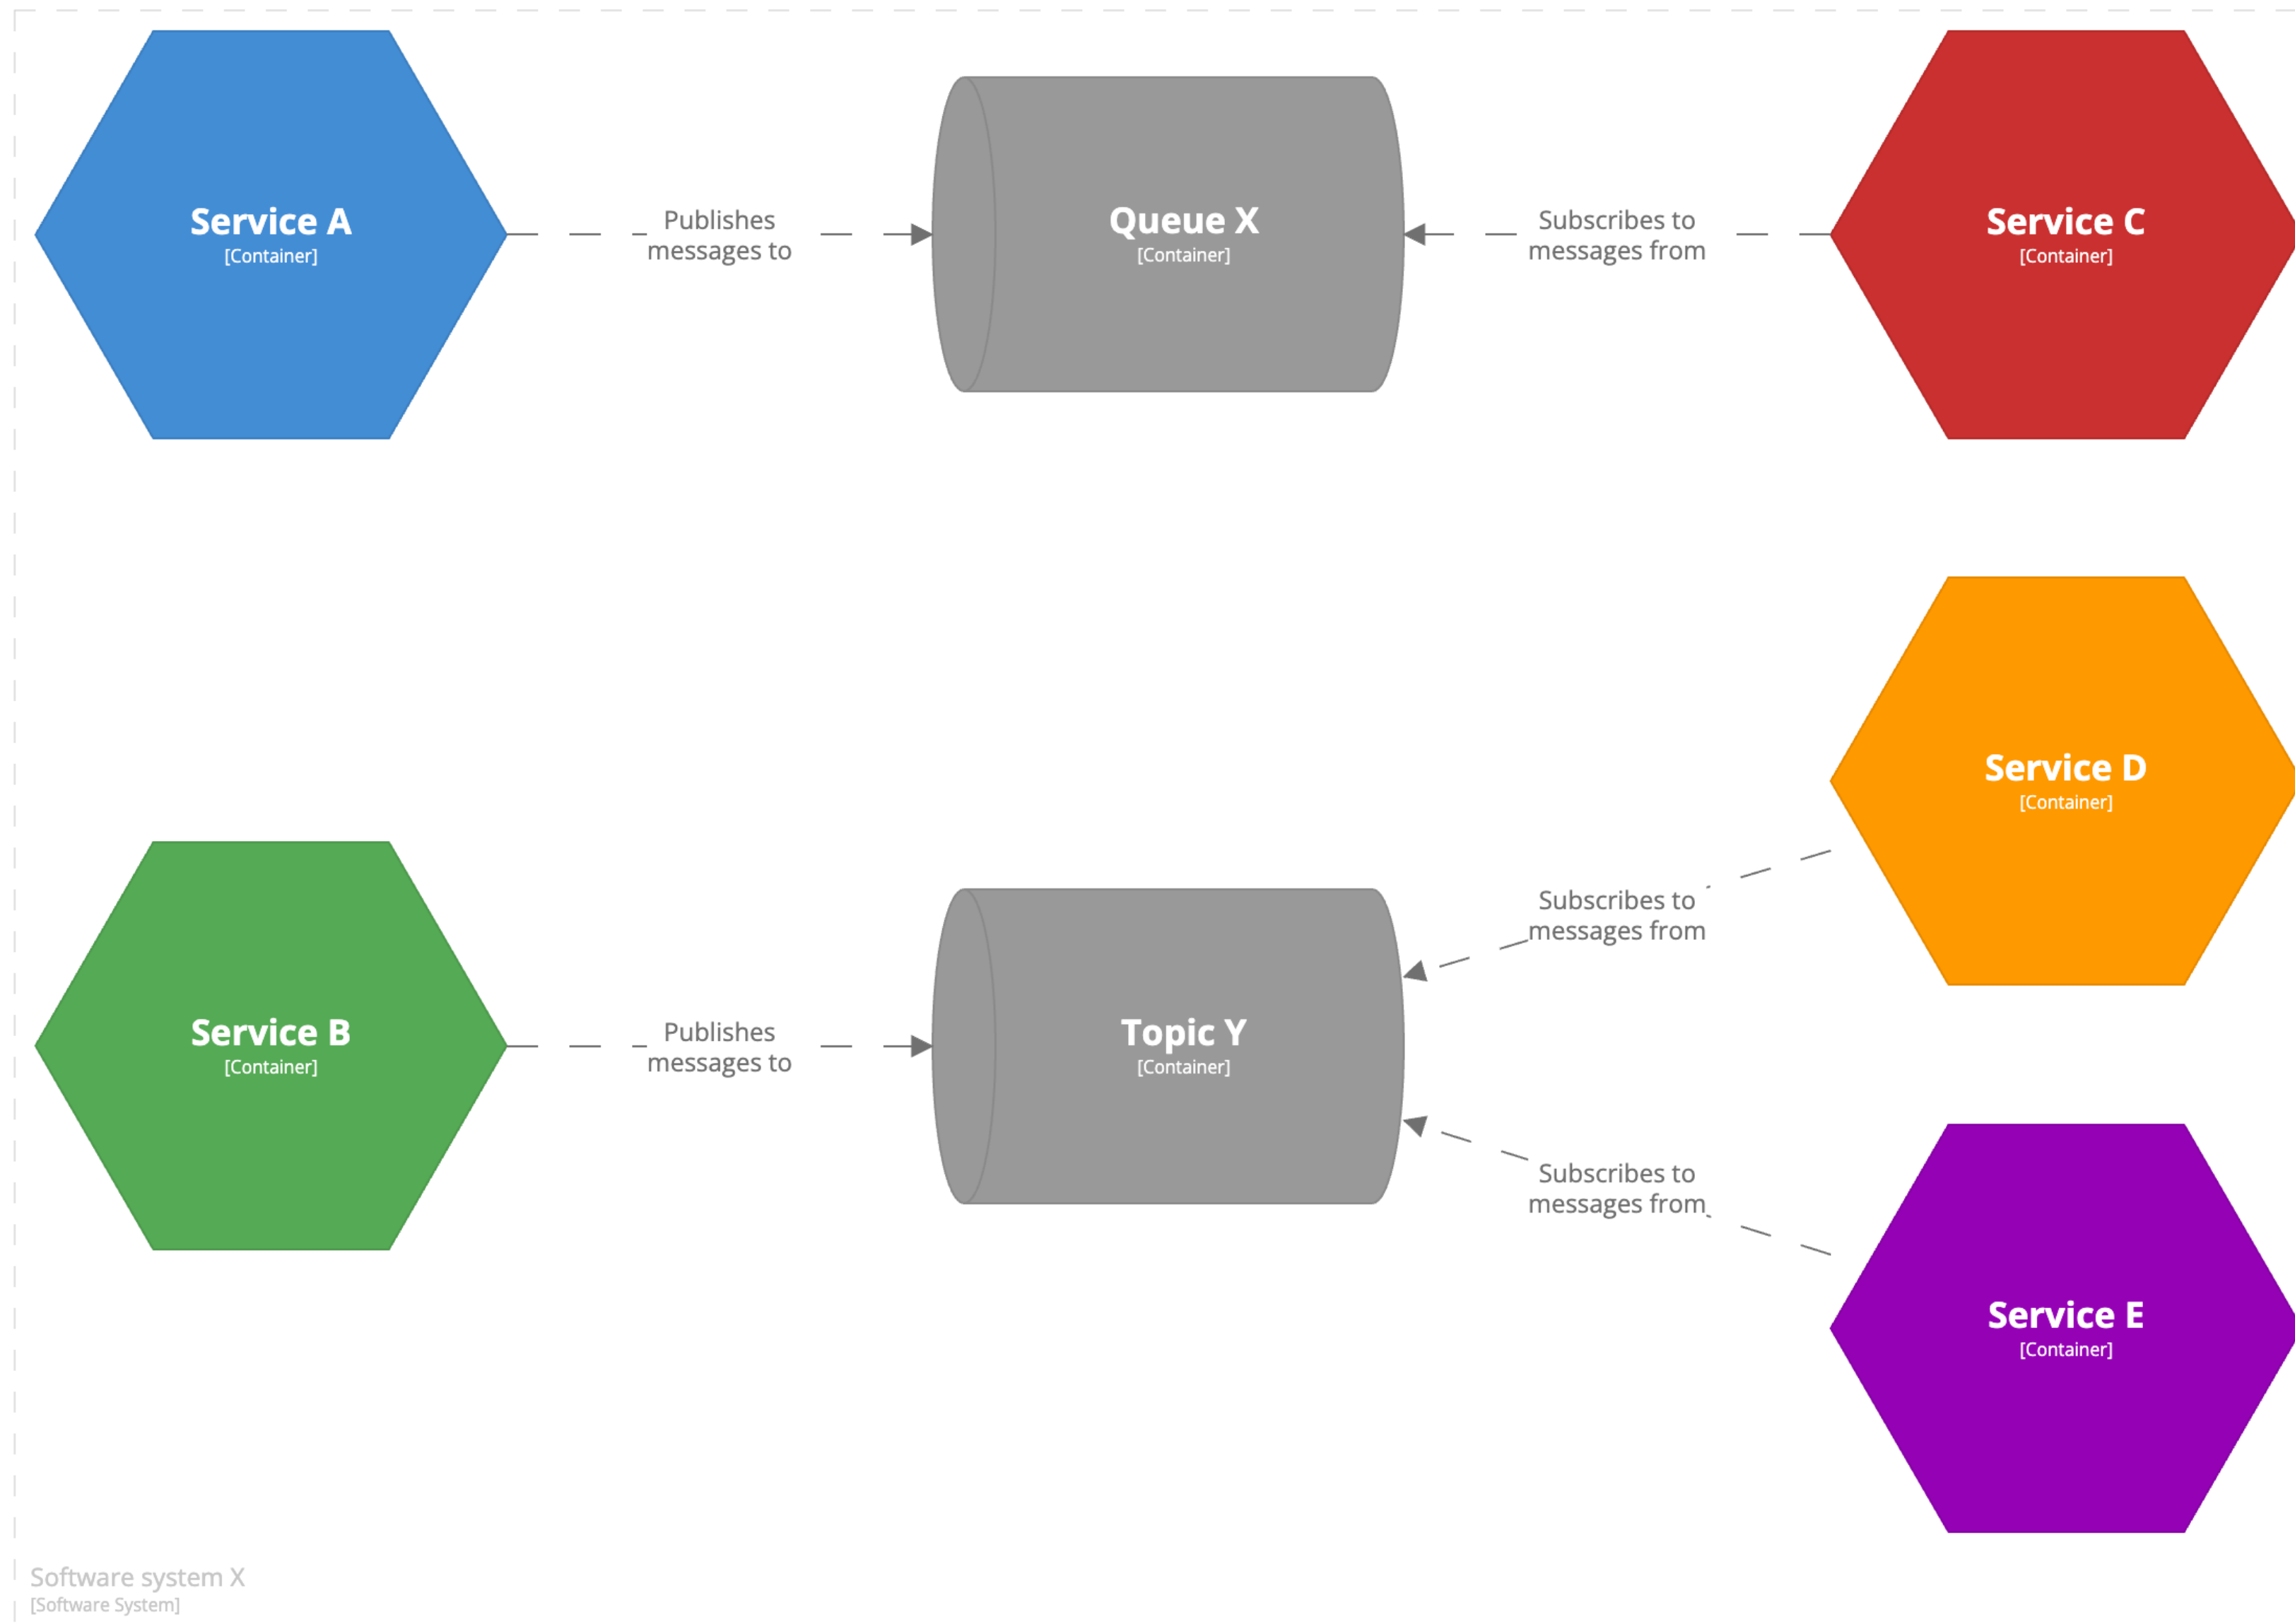 Service A
[Container]
Publishes
messages to
Queue X
[Container]
Subscribes to
messages from
Service C
[Container]
Service D
[Container]
Subscribes to
messages from
Service B
[Container]
Publishes
messages to
Topic Y
[Container]
Subscribes to
messages from
Service E
[Container]
Software system X
[Software System]